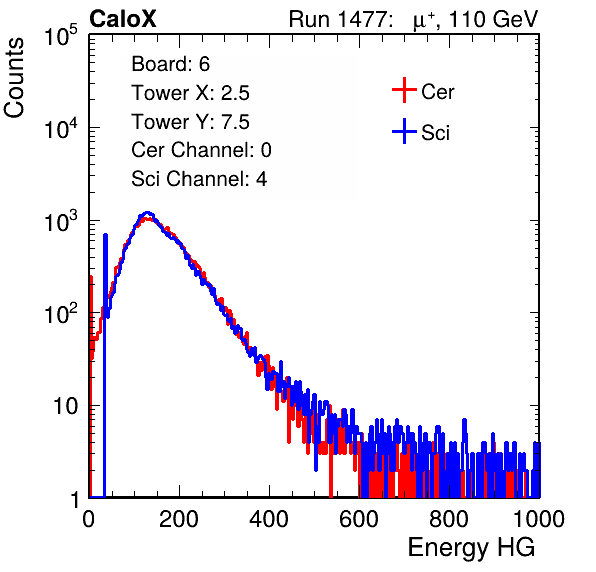 CaloX Run 1477: μ⁺, 110 GeV
Counts
10⁵
10⁴
10³
10²
10
1
Board: 6
Tower X: 2.5
Tower Y: 7.5
Cer Channel: 0
Sci Channel: 4
Cer
Sci
0 200 400 600 800 1000
Energy HG